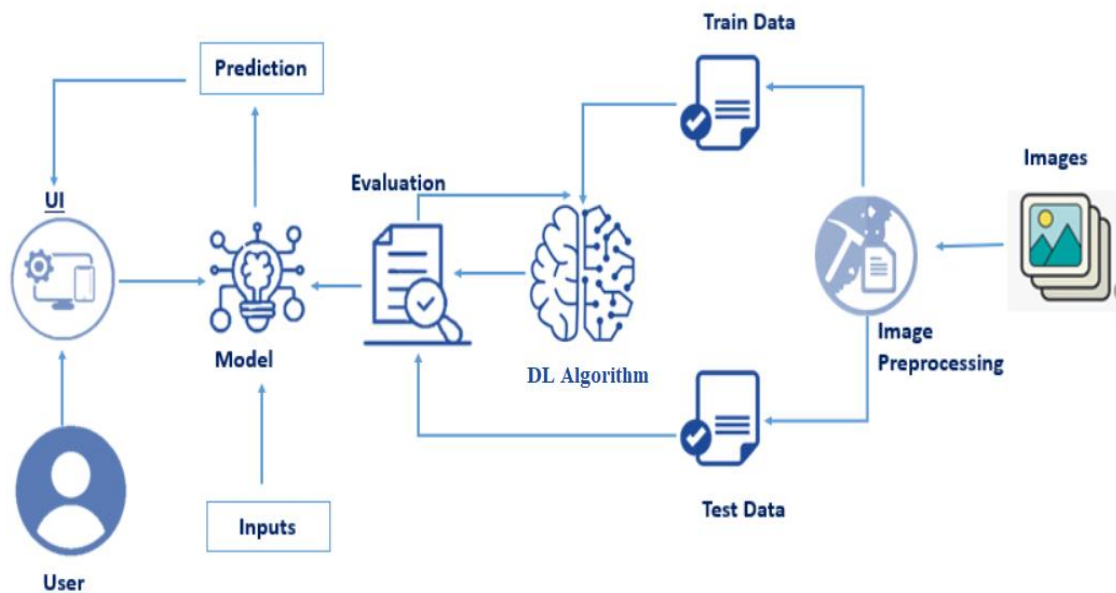 Train Data
Prediction
Images
Evaluation
UI
Image
Preprocessing
Model
DL Algorithm
Test Data
Inputs
User